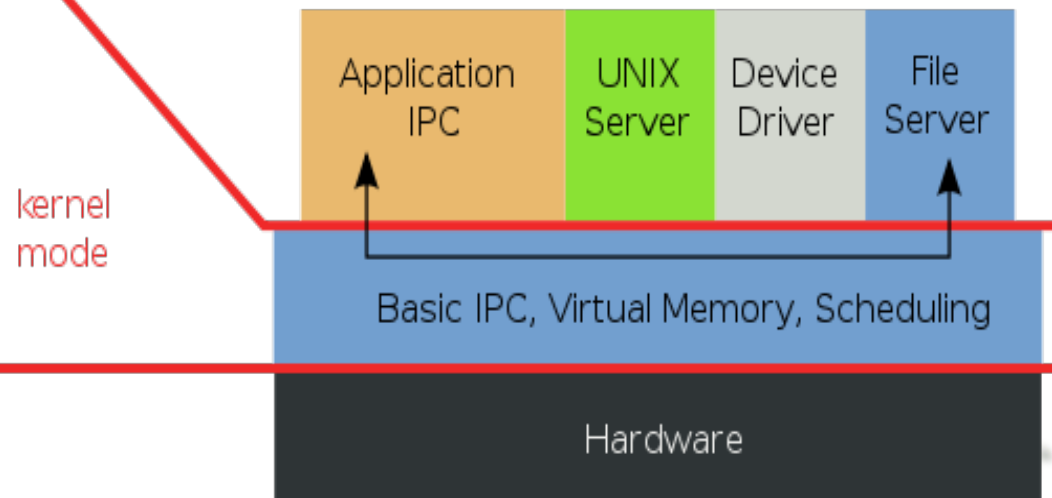 Application
IPC
UNIX
Server
Device
Driver
File
Server
kernel
mode
Basic IPC, Virtual Memory, Scheduling
Hardware